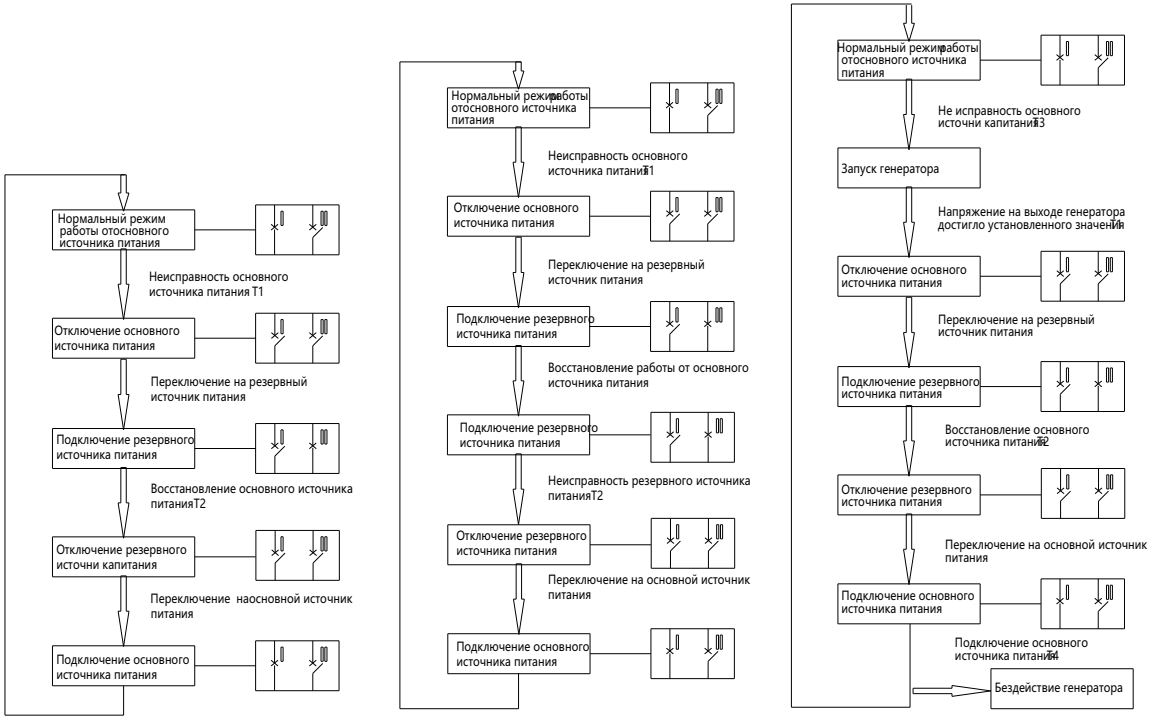 Нормальный режим
работы отосновного
источника питания
Неисправность основного
источника питания T1
Отключение основного
источника питания
Переключение на резервный
источник питания
Подключение резервного
источника питания
Восстановление основного источника
питанияT2
Отключение резервного
источни капитания
Переключение наосновной источник
питания
Подключение основного
источника питания
Нормальный режим работы
отосновного источника
питания
Неисправность основного
источника питания T1
Отключение основного
источника питания
Переключение на резервный
источник питания
Подключение резервного
источника питания
Восстановление работы от основного
источника питания
Подключение резервного
источника питания
Неисправность резервного источника
питанияT2
Отключение резервного
источника питания
Переключение на основной источник
питания
Подключение основного
источника питания
Нормальный режим работы
отосновного источника
питания
Не исправность основного
источни капитания T3
Запуск генератора
Напряжение на выходе генератора
достигло установленного значения
Отключение основного
источника питания
Переключение на резервный
источник питания
Подключение резервного
источника питания
Восстановление основного
источника питания T2
Отключение резервного
источника питания
Переключение на основной источник
питания
Подключение основного
источника питания
Подключение основного
источника питания T4
Бездействие генератора